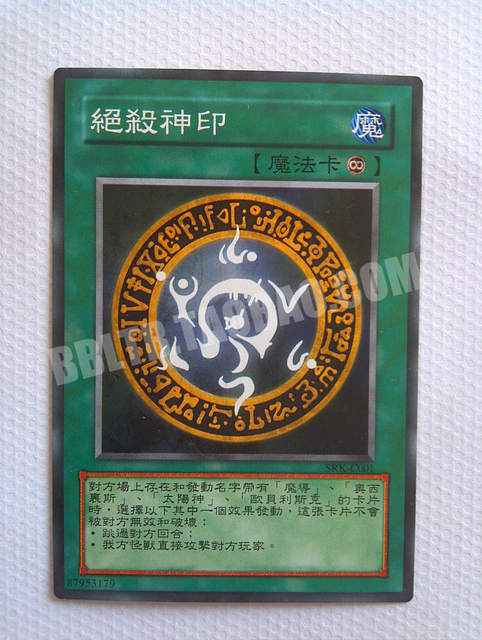 絕殺神印
魔
【魔法卡∞】
BBLTB.TAOBAO.COM
SRK-C001
對方場上存在和發動名字帶有「魔導」、「奧西
裏斯」、「太陽神」、「歐貝利斯克」的卡片
時，選擇以下其中一個效果發動，這張卡片不會
被對方無效和破壞：
• 跳過對方回合；
• 我方怪獸直接攻擊對方玩家。
87953179